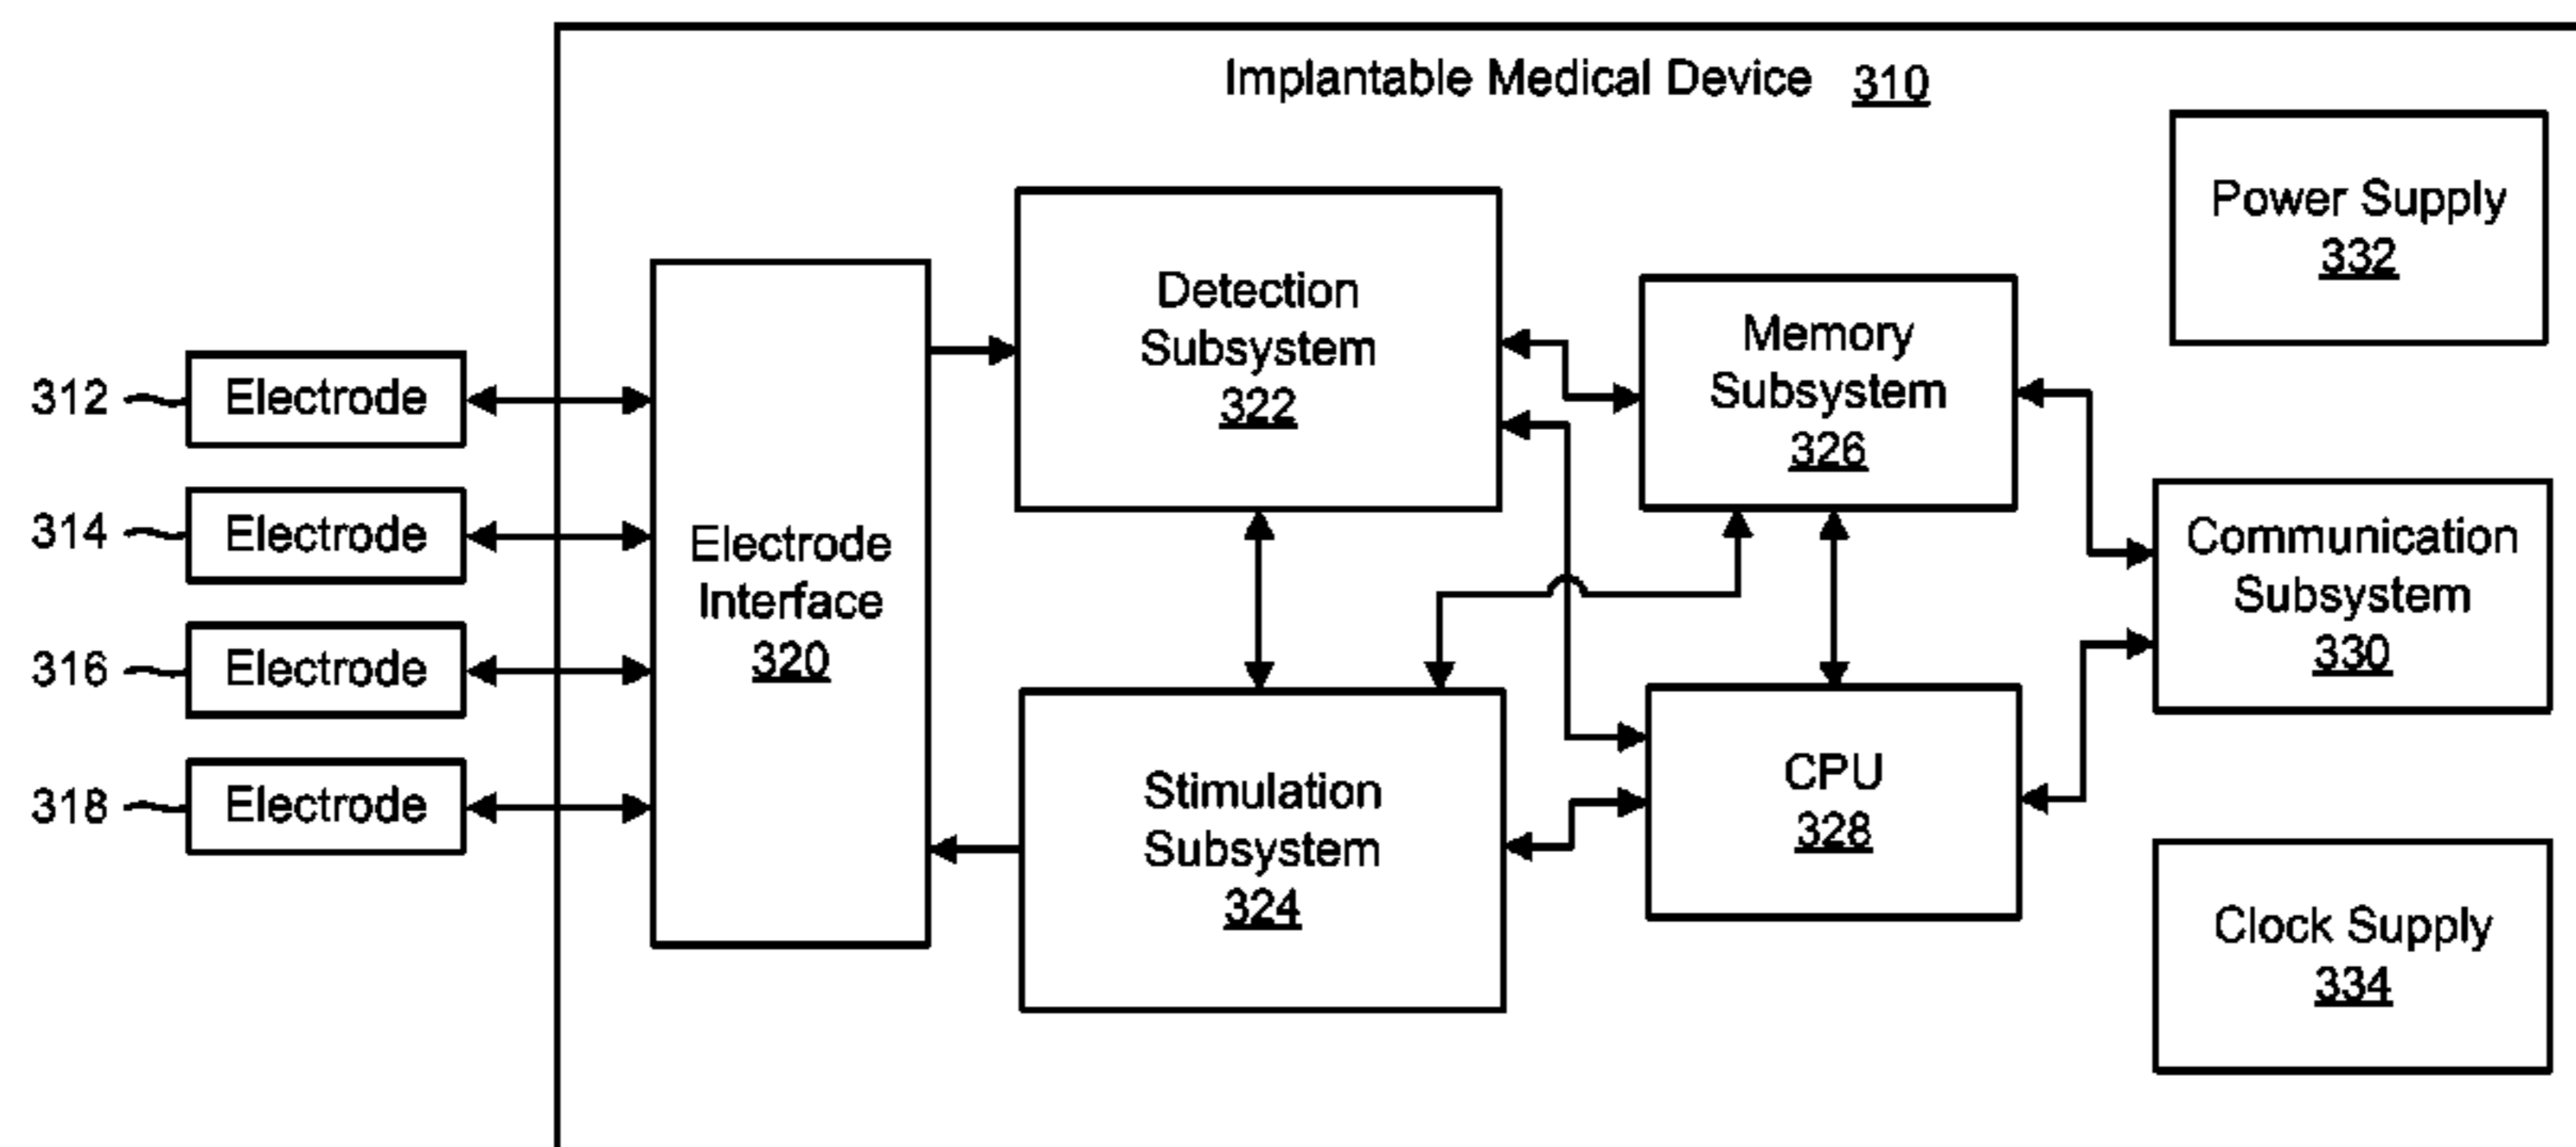 Implantable Medical Device 310
Power Supply
332
Detection
Subsystem
322
Memory
Subsystem
326
312
Electrode
314
Electrode
316
Electrode
318
Electrode
Electrode
Interface
320
Communication
Subsystem
330
Stimulation
Subsystem
324
CPU
328
Clock Supply
334